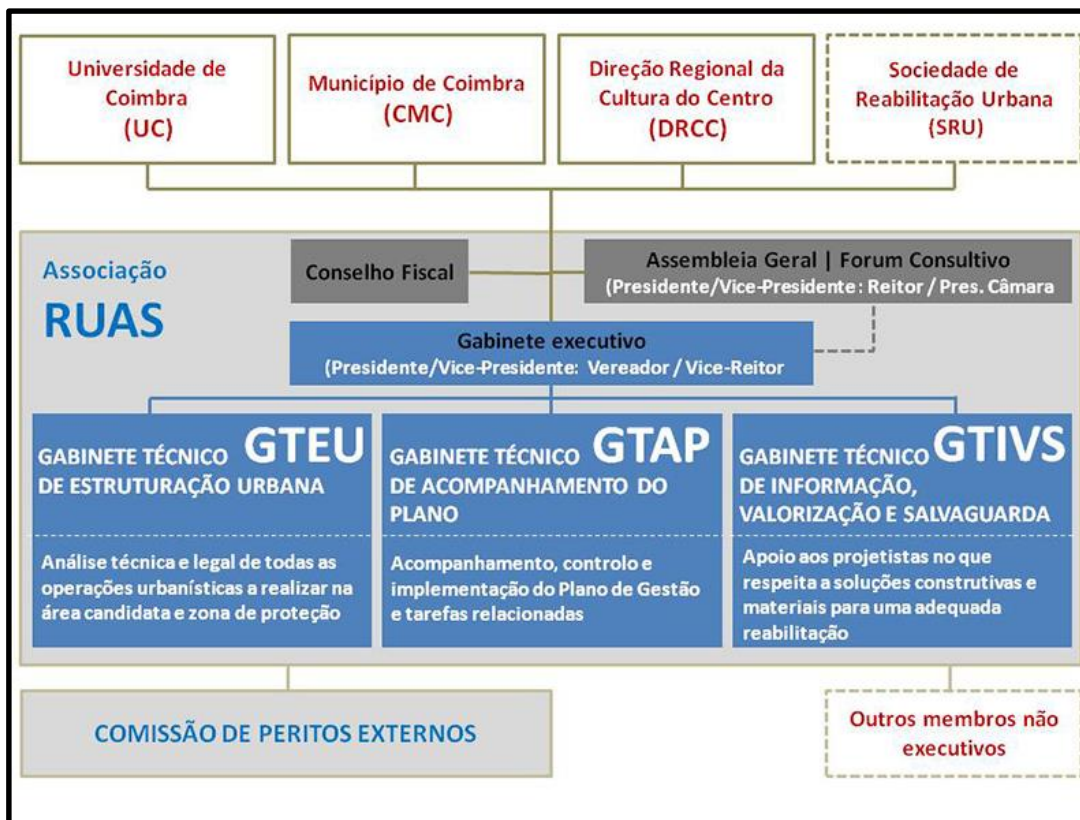 Universidade de
Coimbra
(UC)
Município de Coimbra
(CMC)
Direção Regional da
Cultura do Centro
(DRCC)
Sociedade de
Reabilitação Urbana
(SRU)
Associação
RUAS
Conselho Fiscal
Assembleia Geral | Forum Consultivo
(Presidente/Vice-Presidente: Reitor / Pres. Câmara
Gabinete executivo
(Presidente/Vice-Presidente: Vereador / Vice-Reitor
GABINETE TÉCNICO GTEU
DE ESTRUTURAÇÃO URBANA
Análise técnica e legal de todas as
operações urbanísticas a realizar na
área candidata e zona de proteção
GABINETE TÉCNICO GTAP
DE ACOMPANHAMENTO DO
PLANO
Acompanhamento, controlo e
implementação do Plano de Gestão
e tarefas relacionadas
GABINETE TÉCNICO GTIVS
DE INFORMAÇÃO,
VALORIZAÇÃO E SALVAGUARDA
Apoio aos projetistas no que
respeita a soluções construtivas e
materiais para uma adequada
reabilitação
COMISSÃO DE PERITOS EXTERNOS
Outros membros não
executivos